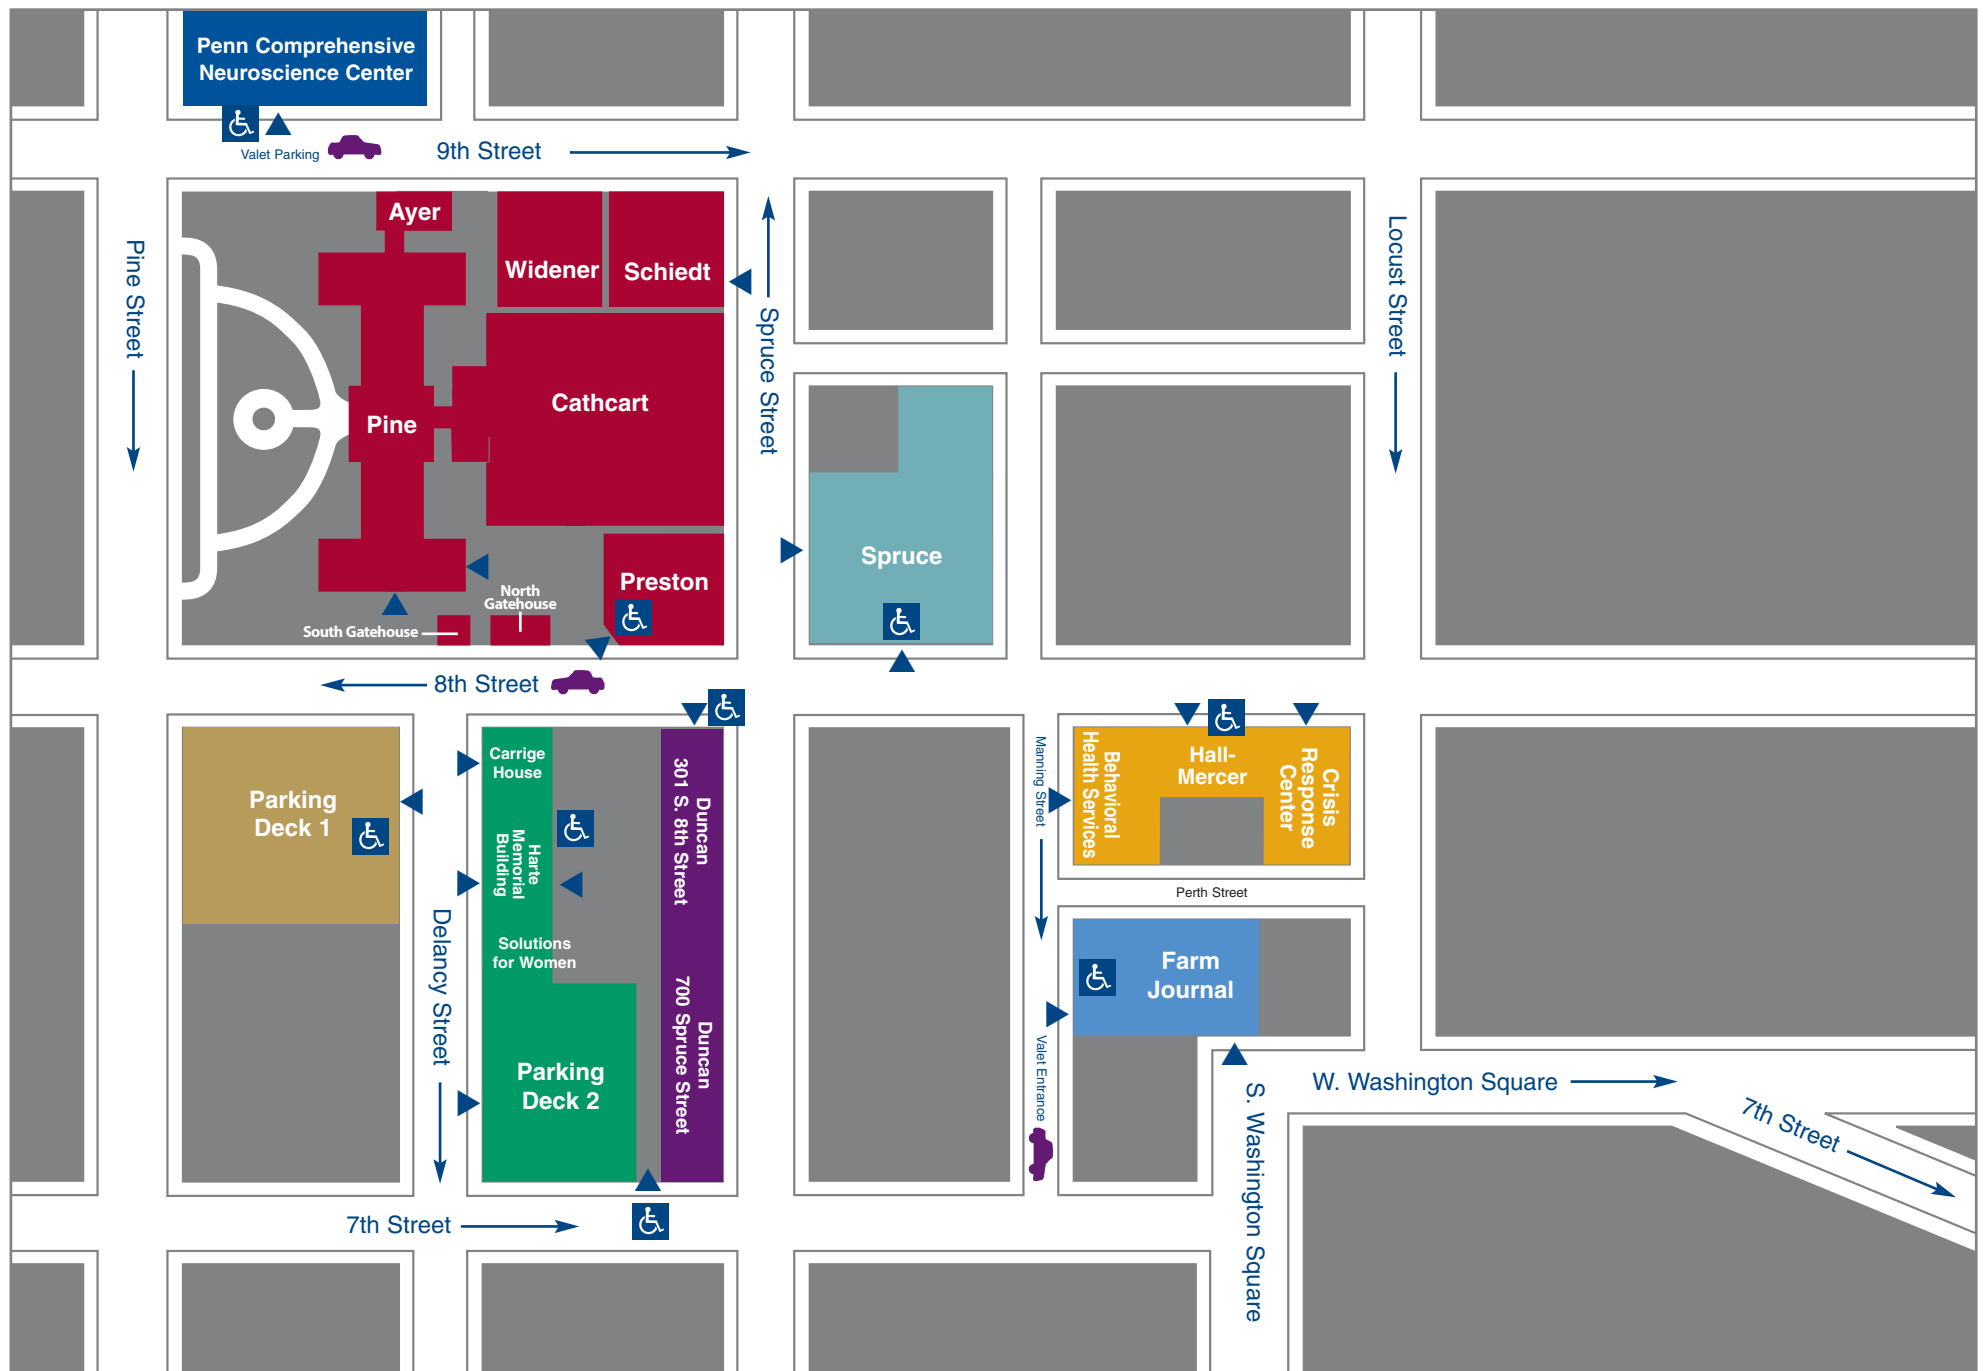 Penn Comprehensive
Neuroscience Center
Valet Parking
9th Street
Pine Street
Ayer
Widener
Schiedt
Spruce Street
Locust Street
Cathcart
Pine
Spruce
Preston
North
Gatehouse
South Gatehouse
8th Street
Parking
Deck 1
Carrige
House
Harte
Memorial
Building
Solutions
for Women
Parking
Deck 2
Duncan
301 S. 8th Street
Duncan
700 Spruce Street
Delancy Street
Manning Street
Behavioral
Health Services
Hall-
Mercer
Crisis
Response
Center
Perth Street
Farm
Journal
Valet Entrance
W. Washington Square
S. Washington Square
7th Street
7th Street